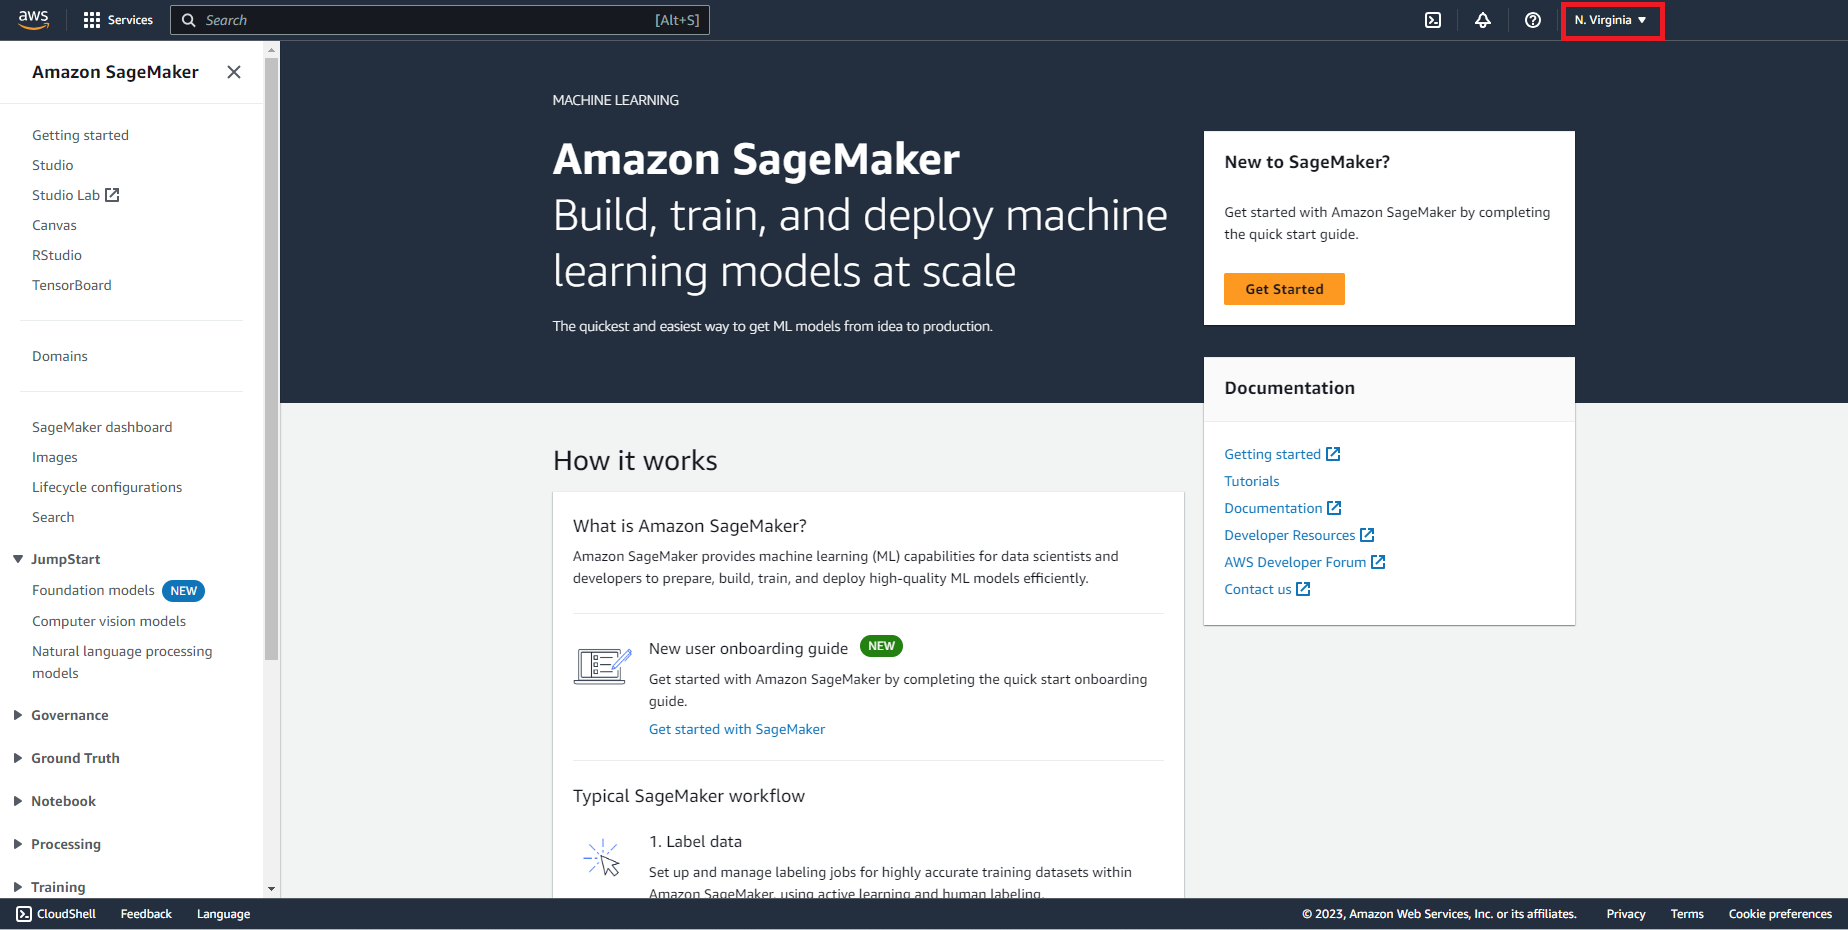 aws
Services
Search
[Alt+S]
N. Virginia
Amazon SageMaker
Getting started
Studio
Studio Lab
Canvas
RStudio
TensorBoard
Domains
SageMaker dashboard
Images
Lifecycle configurations
Search
JumpStart
Foundation models NEW
Computer vision models
Natural language processing
models
Governance
Ground Truth
Notebook
Processing
Training
MACHINE LEARNING
Amazon SageMaker
Build, train, and deploy machine
learning models at scale
The quickest and easiest way to get ML models from idea to production.
New to SageMaker?
Get started with Amazon SageMaker by completing
the quick start guide.
Get Started
Documentation
Getting started
Tutorials
Documentation
Developer Resources
AWS Developer Forum
Contact us
How it works
What is Amazon SageMaker?
Amazon SageMaker provides machine learning (ML) capabilities for data scientists and
developers to prepare, build, train, and deploy high-quality ML models efficiently.
New user onboarding guide NEW
Get started with Amazon SageMaker by completing the quick start onboarding
guide.
Get started with SageMaker
Typical SageMaker workflow
1. Label data
Set up and manage labeling jobs for highly accurate training datasets within
Amazon SageMaker, using active learning and human labeling.
CloudShell
Feedback
Language
© 2023, Amazon Web Services, Inc. or its affiliates.
Privacy
Terms
Cookie preferences